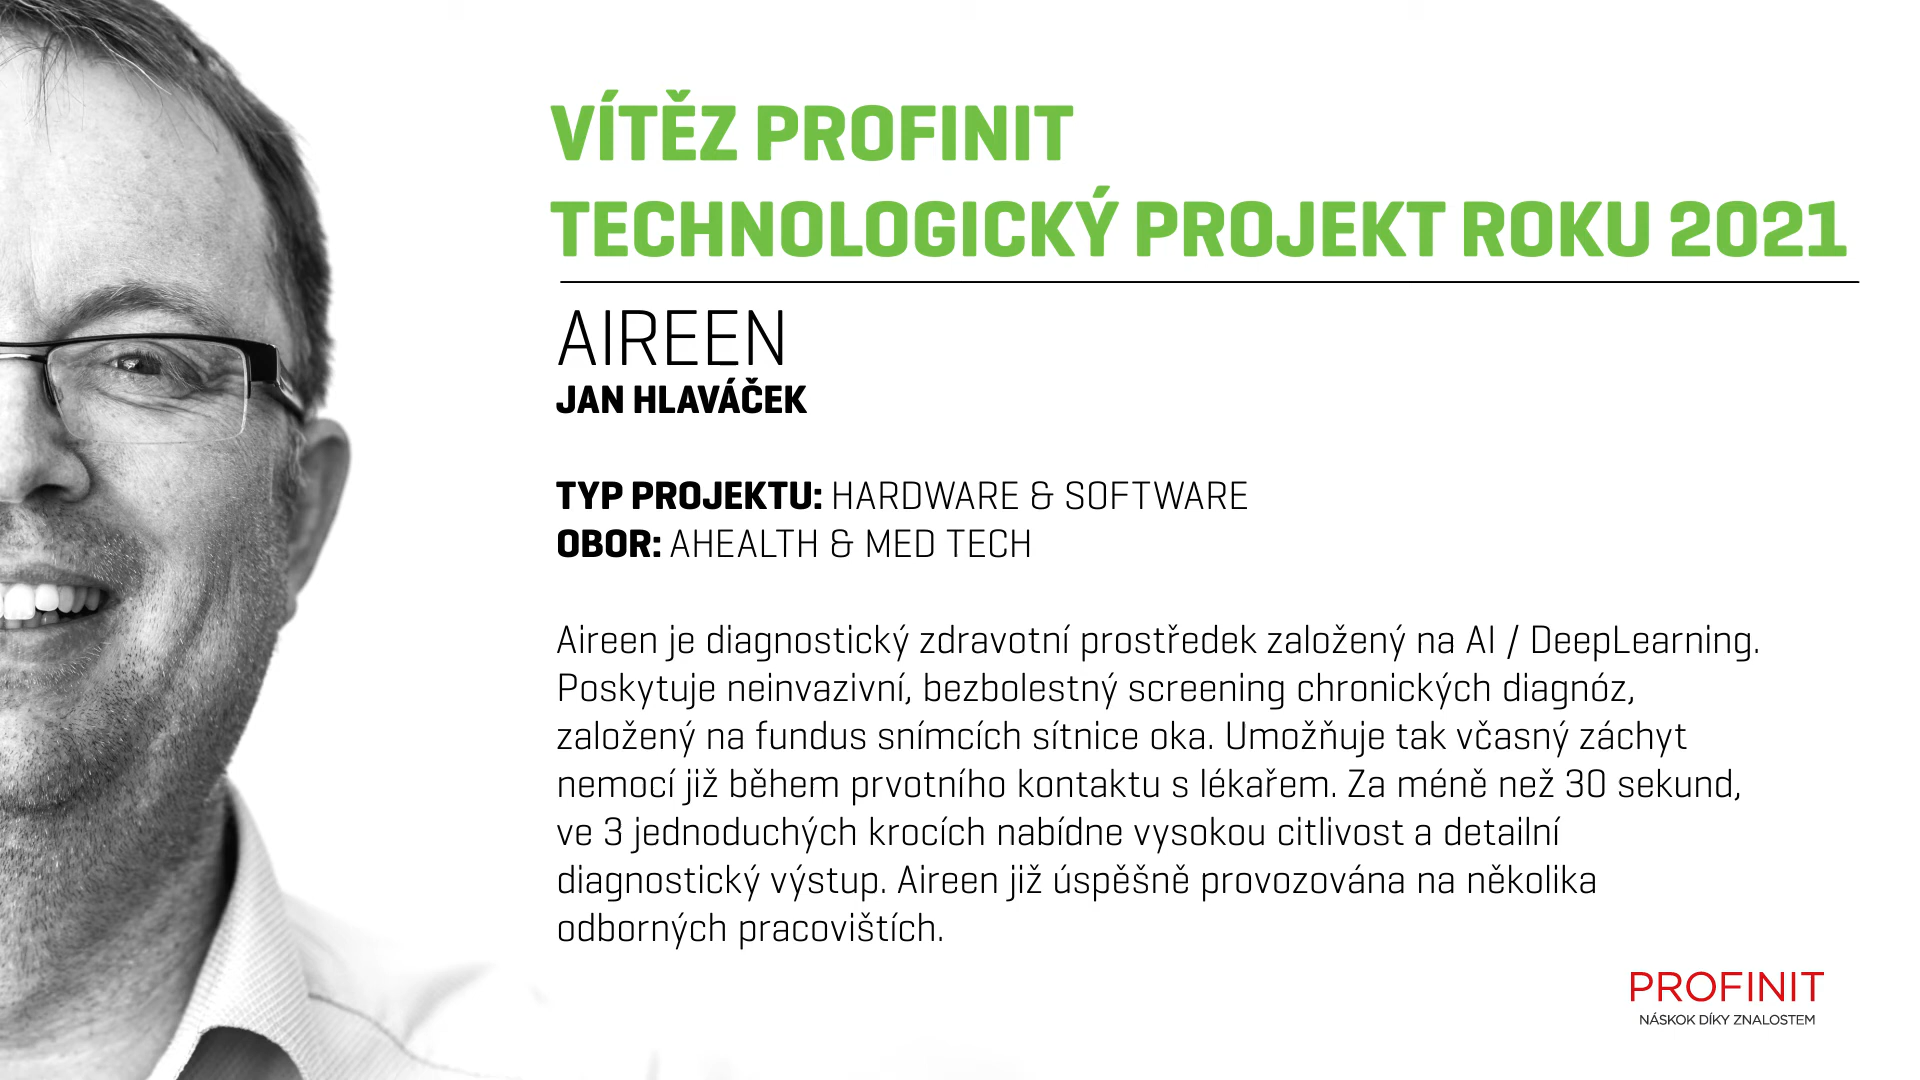 VÍTĚZ PROFINIT
TECHNOLOGICKÝ PROJEKT ROKU 2021
AIREEN
JAN HLAVÁČEK
TYP PROJEKTU: HARDWARE & SOFTWARE
OBOR: AHEALTH & MED TECH
Aireen je diagnostický zdravotní prostředek založený na AI / DeepLearning.
Poskytuje neinvazivní, bezbolestný screening chronických diagnóz,
založený na fundus snímcích sítnice oka. Umožňuje tak včasný záchyt
nemocí již během prvotního kontaktu s lékařem. Za méně než 30 sekund,
ve 3 jednoduchých krocích nabídne vysokou citlivost a detailní
diagnostický výstup. Aireen již úspěšně provozována na několika
odborných pracovištích.
PROFINIT
NÁSKOK DÍKY ZNALOSTEM